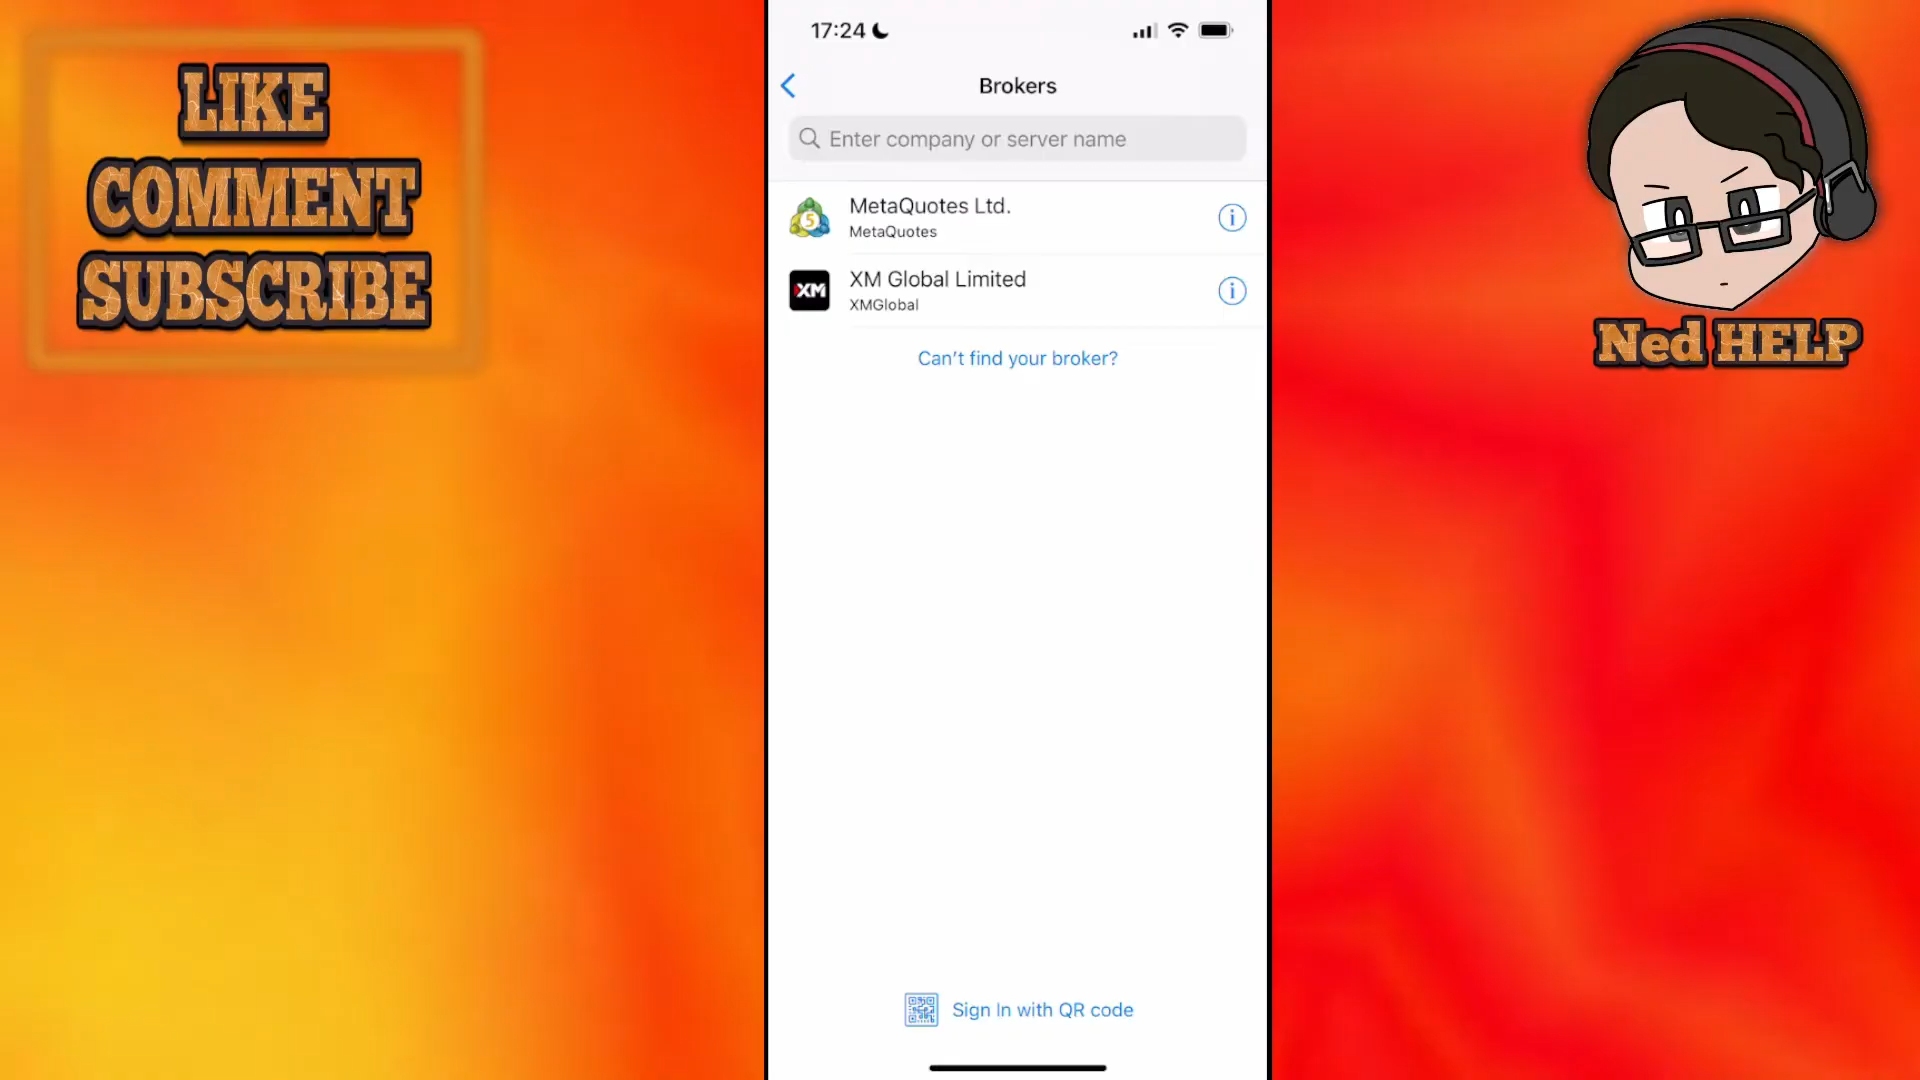 LIKE
COMMENT
SUBSCRIBE
17:24
Brokers
Enter company or server name
5
MetaQuotes Ltd.
MetaQuotes
XM
XM Global Limited
XMGlobal
Can't find your broker?
Sign In with QR code
Ned HELP